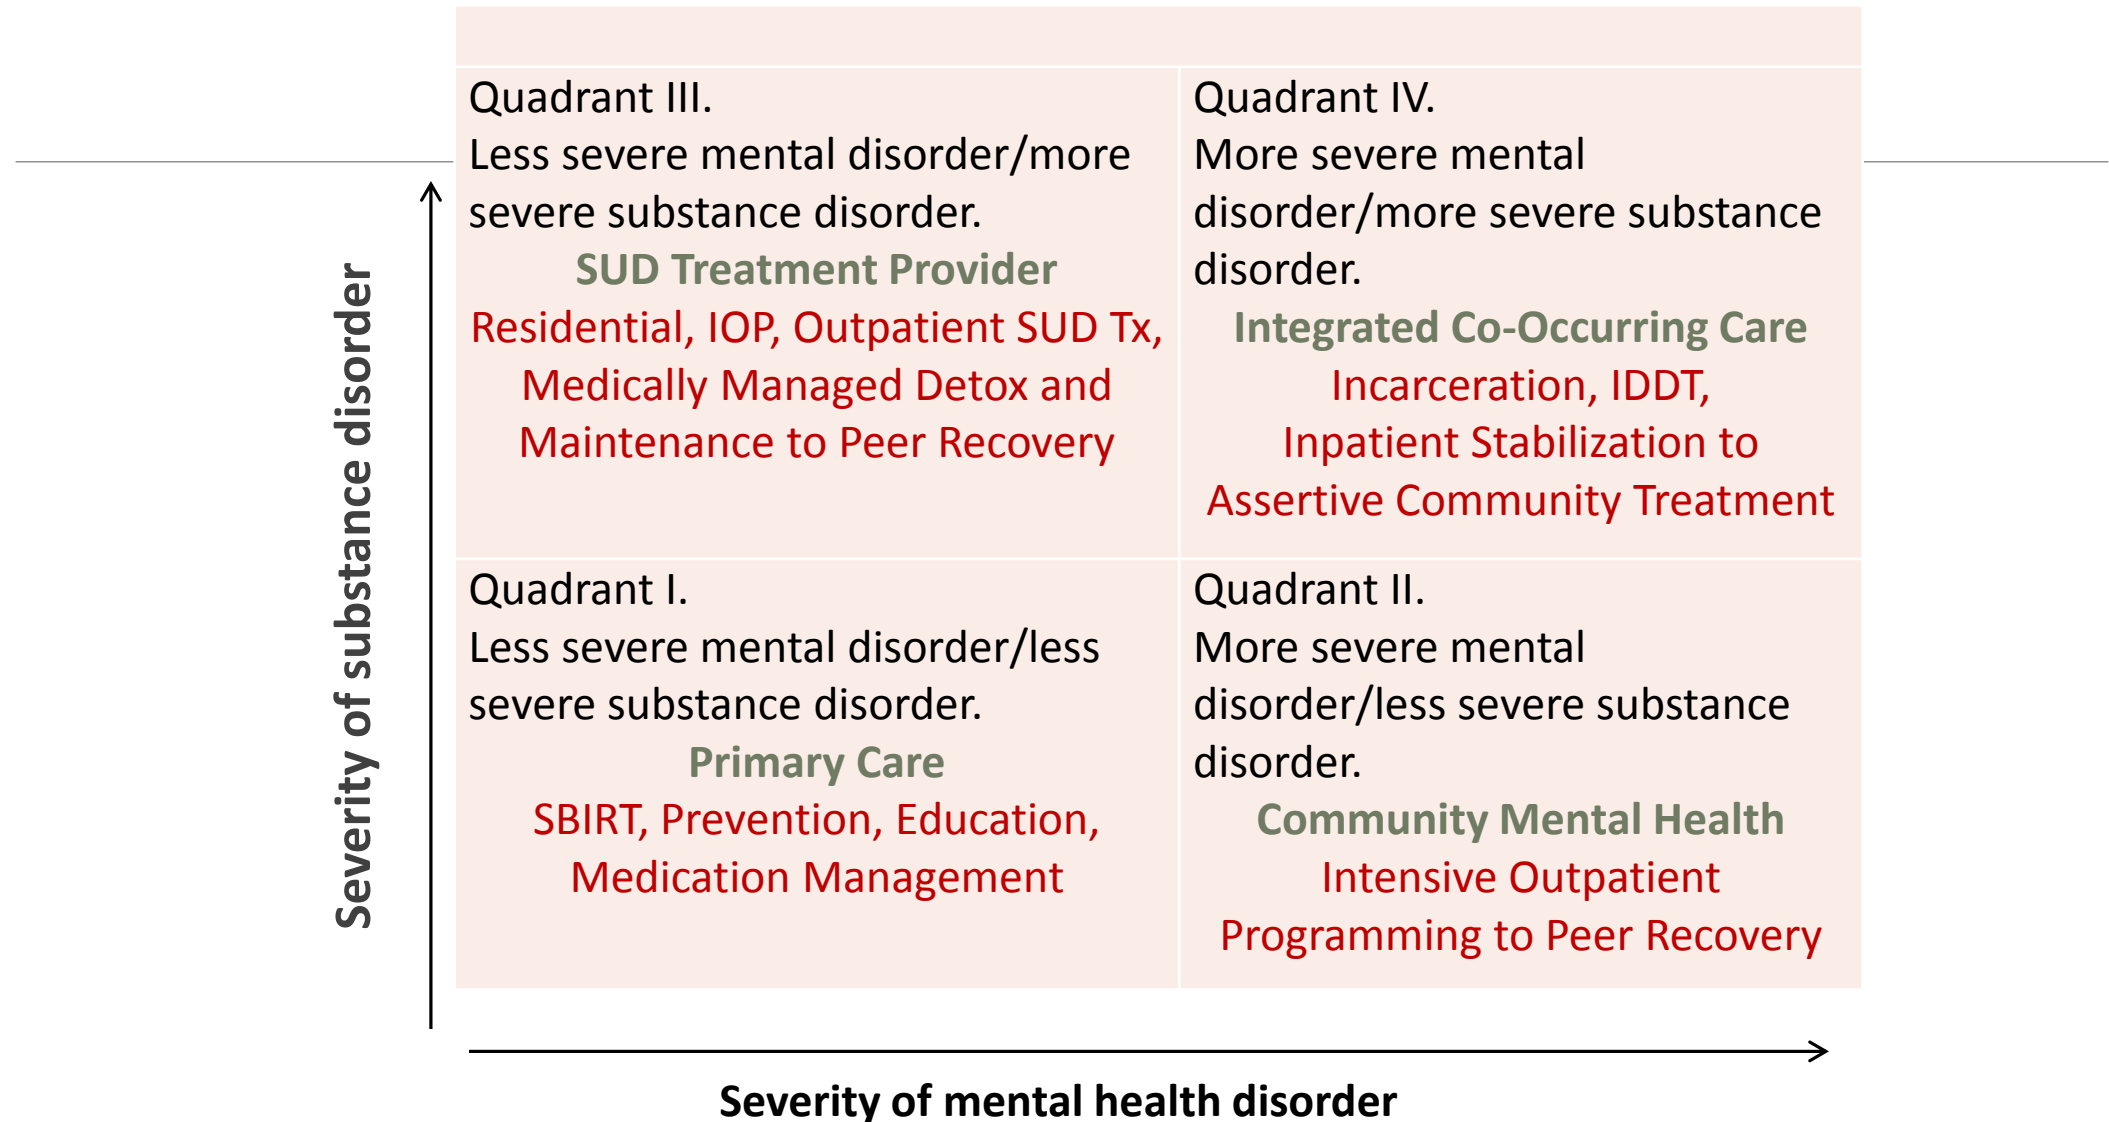 Quadrant III.
Less severe mental disorder/more
severe substance disorder.
SUD Treatment Provider
Residential, IOP, Outpatient SUD Tx,
Medically Managed Detox and
Maintenance to Peer Recovery
Quadrant IV.
More severe mental
disorder/more severe substance
disorder.
Integrated Co-Occurring Care
Incarceration, IDDT,
Inpatient Stabilization to
Assertive Community Treatment
Severity of substance disorder
Quadrant I.
Less severe mental disorder/less
severe substance disorder.
Primary Care
SBIRT, Prevention, Education,
Medication Management
Quadrant II.
More severe mental
disorder/less severe substance
disorder.
Community Mental Health
Intensive Outpatient
Programming to Peer Recovery
Severity of mental health disorder